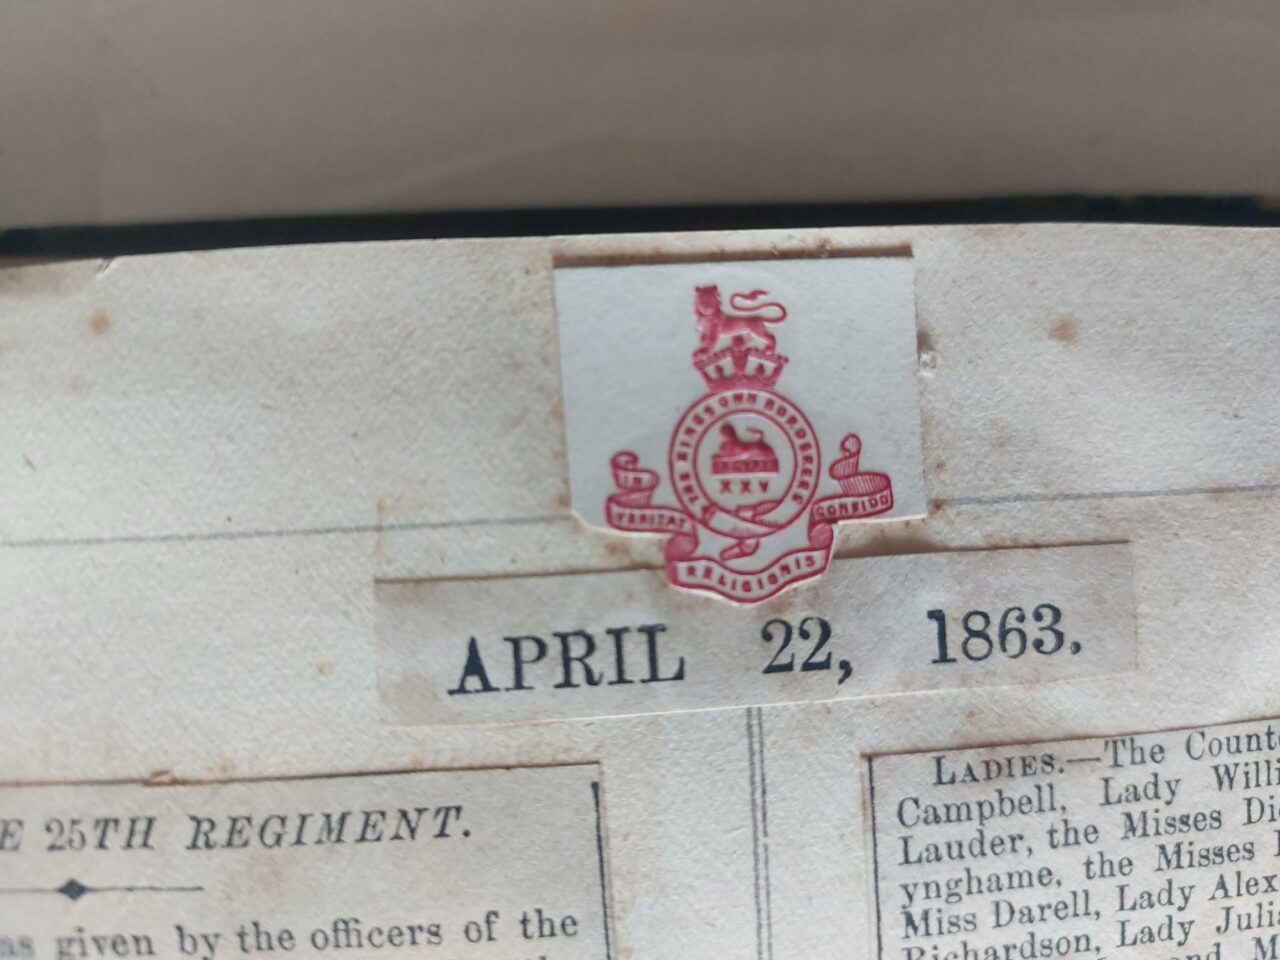 THE KINGS OWN BORDERERS
XXV
IN VERITATE RELIGIONIS CONFIDO
APRIL 22, 1863.
E 25TH REGIMENT.
as given by the officers of the
LADIES.—The Count
Campbell, Lady Willi
Lauder, the Misses Di
ynghame, the Misses
Miss Darell, Lady Alex
Richardson, Lady Julia